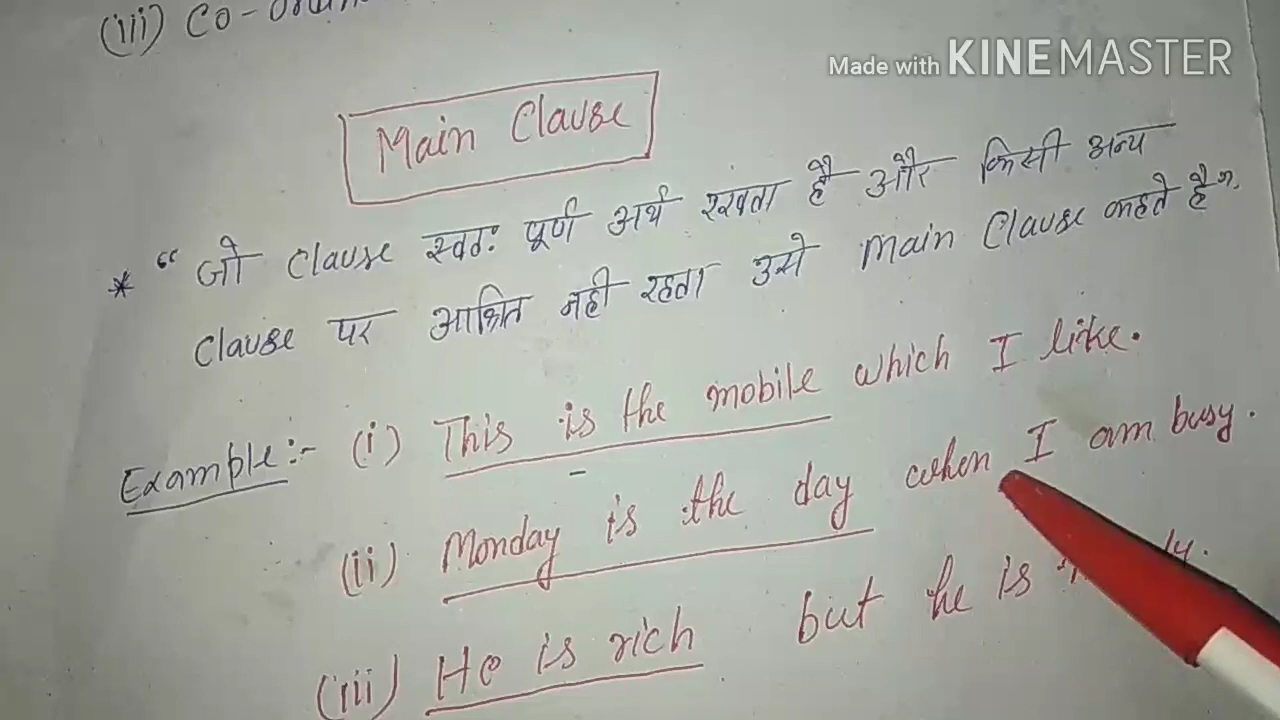 (iii) Co-
Made with KINEMASTER
Main Clause
* “ जो Clause स्वतः पूर्ण अर्थ रखता है और किसी अन्य
Clause पर आश्रित नही रहता उसे Main Clause कहते है”,
Example:- (i) This is the mobile which I like.
(ii) Monday is the day when I am busy.
(iii) He is rich but he is